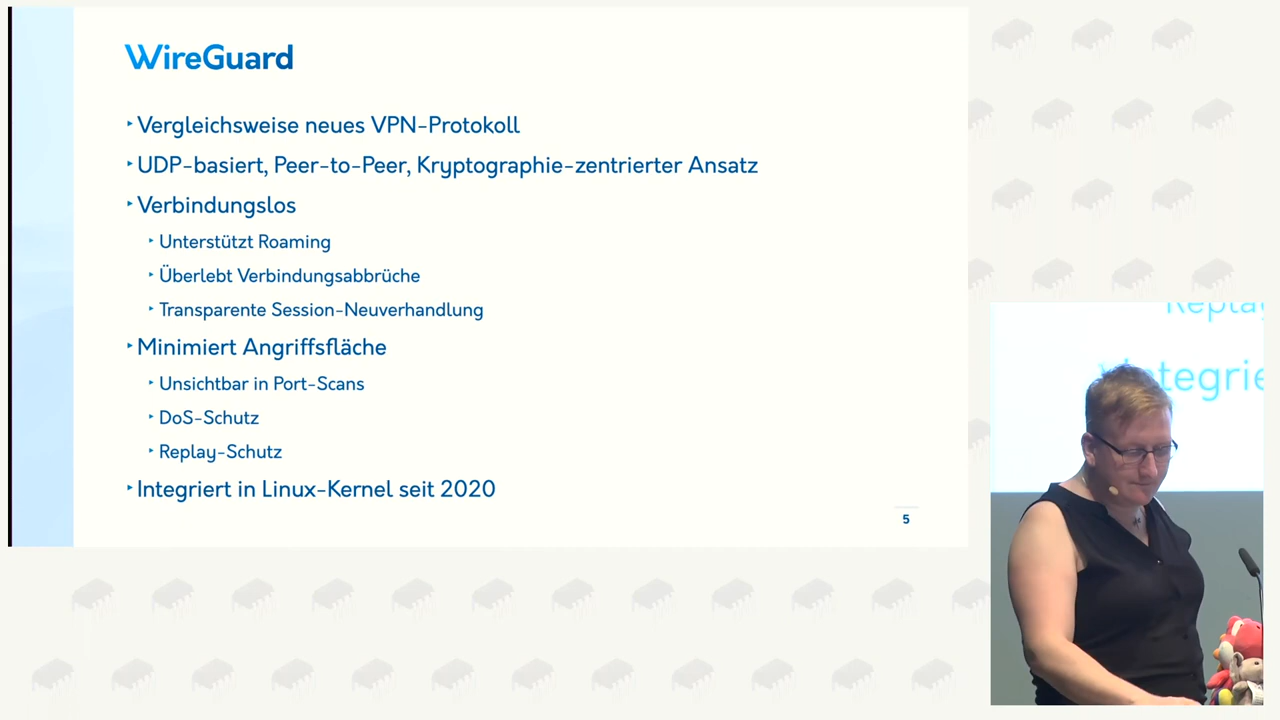 WireGuard
‣ Vergleichsweise neues VPN-Protokoll
‣ UDP-basiert, Peer-to-Peer, Kryptographie-zentrierter Ansatz
‣ Verbindungslos
‣ Unterstützt Roaming
‣ Überlebt Verbindungsabbrüche
‣ Transparente Session-Neuverhandlung
‣ Minimiert Angriffsfläche
‣ Unsichtbar in Port-Scans
‣ DoS-Schutz
‣ Replay-Schutz
‣ Integriert in Linux-Kernel seit 2020
5